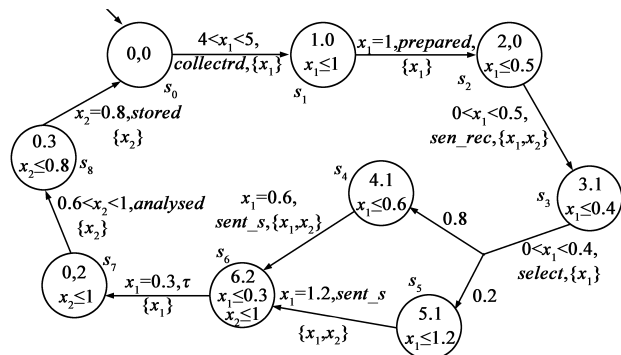 0,0
s₀
4<x₁<5,
collectrd,{x₁}
1.0
x₁≤1
s₁
x₁=1,prepared,
{x₁}
2,0
x₁≤0.5
s₂
0<x₁<0.5,
sen_rec,{x₁,x₂}
3.1
x₁≤0.4
s₃
0<x₁<0.4,
select,{x₁}
0.8
0.2
s₄
4.1
x₁≤0.6
x₁=0.6,
sent_s,{x₁,x₂}
s₅
5.1
x₁≤1.2
x₁=1.2,sent_s
{x₁,x₂}
s₆
6.2
x₁≤0.3
x₂≤1
x₁=0.3,τ
{x₁}
s₇
0,2
x₂≤1
0.6<x₂<1,analysed
{x₂}
0.3
x₂≤0.8
s₈
x₂=0.8,stored
{x₂}